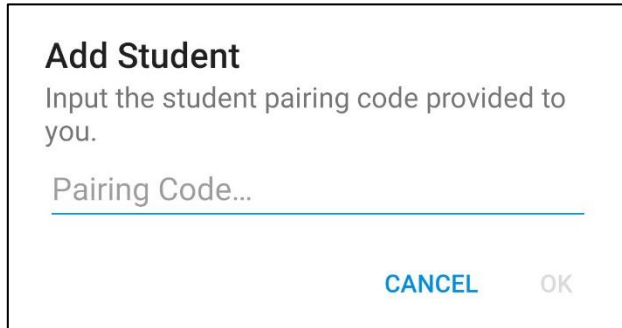 Add Student
Input the student pairing code provided to
you.
Pairing Code...
CANCEL OK